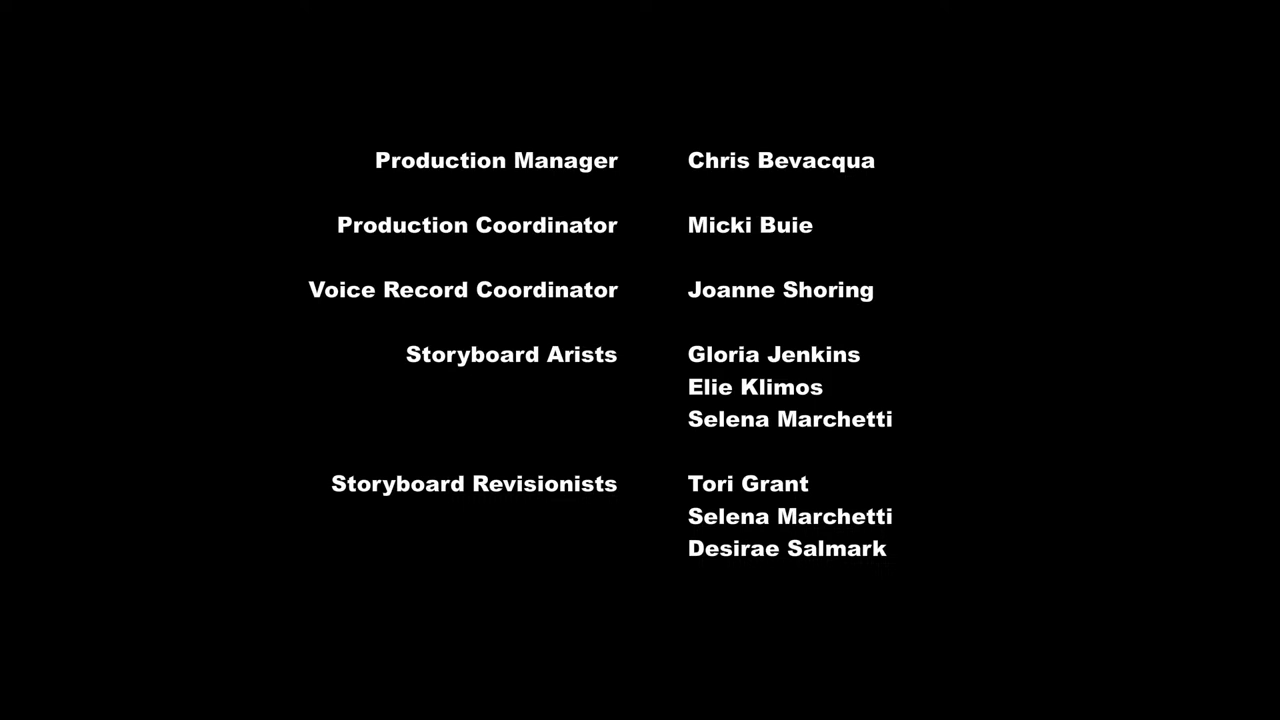 Production Manager Chris Bevacqua
Production Coordinator Micki Buie
Voice Record Coordinator Joanne Shoring
Storyboard Arists Gloria Jenkins
Elie Klimos
Selena Marchetti
Storyboard Revisionists Tori Grant
Selena Marchetti
Desirae Salmark